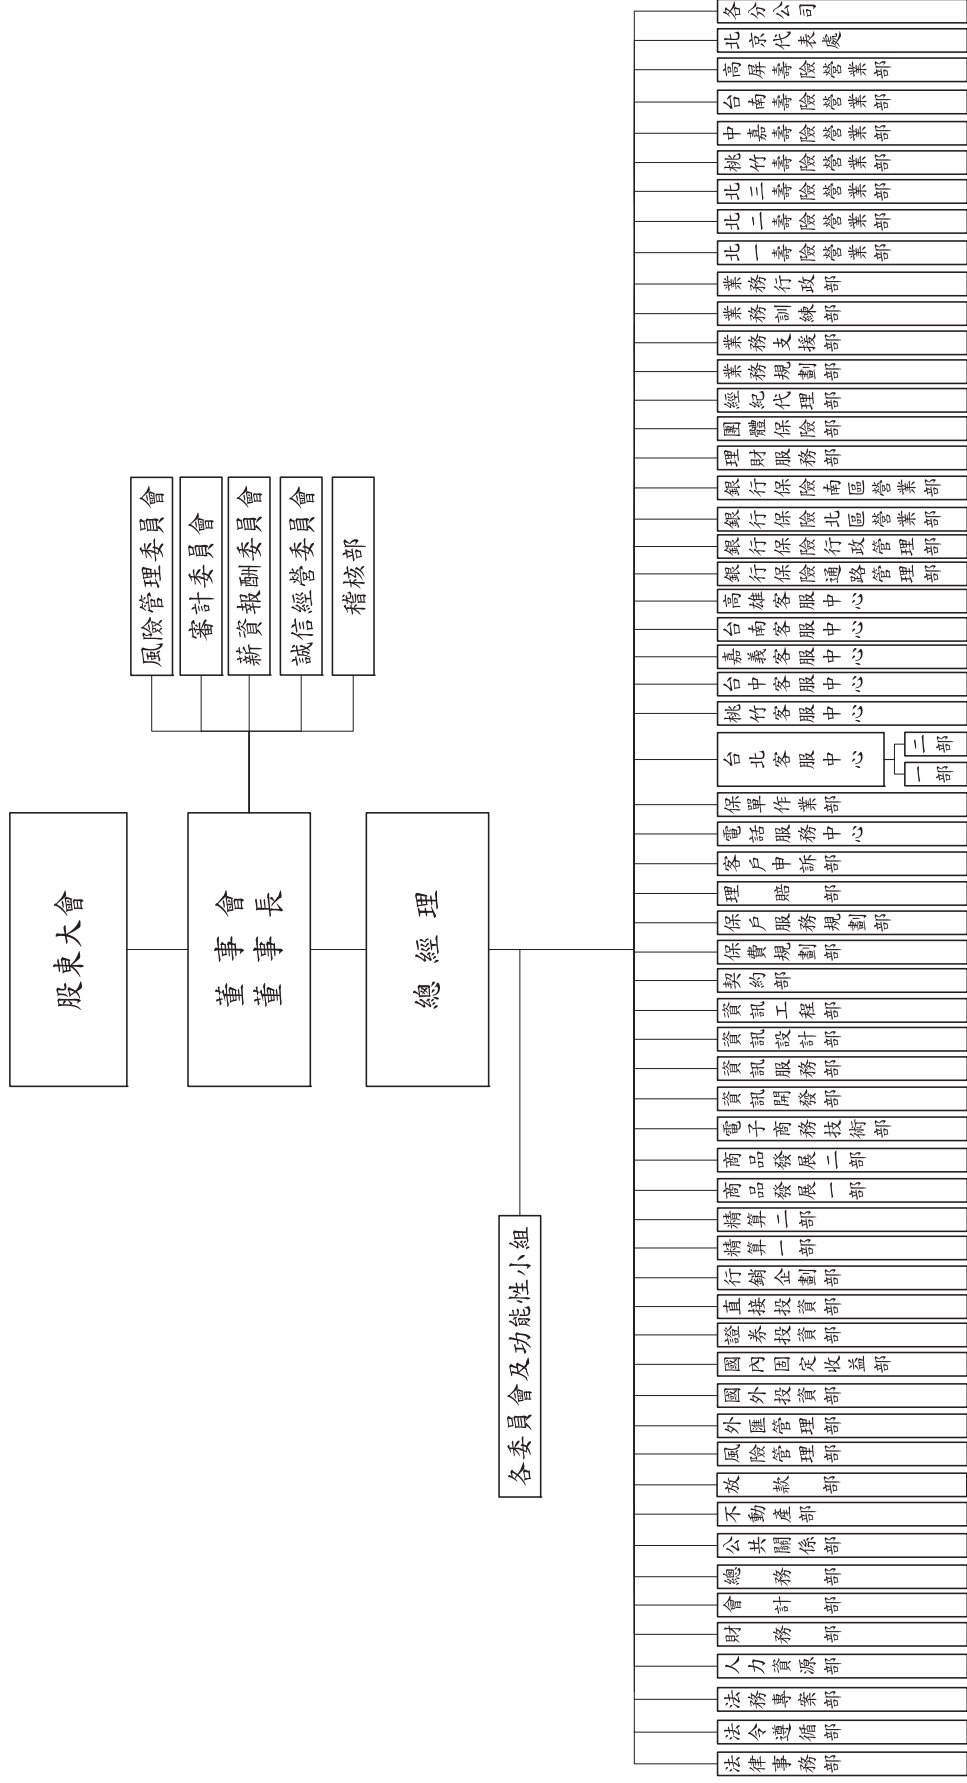 股東大會
董事會
董事長
總經理
風險管理委員會
審計委員會
薪資報酬委員會
誠信經營委員會
稽核部
各委員會及功能性小組
法律事務部
法令遵循部
法務專案部
人力資源部
財務部
會計部
總務部
公共關係部
不動產部
放款部
風險管理部
外匯管理部
國外投資部
國內固定收益部
證券投資部
直接投資部
行銷企劃部
精算一部
精算二部
商品發展一部
商品發展二部
電子商務技術部
資訊開發部
資訊服務部
資訊設計部
資訊工程部
契約部
保費規劃部
保戶服務規劃部
理賠部
客戶申訴部
電話服務中心
保單作業部
台北客服中心
一部
二部
桃竹客服中心
台中客服中心
嘉義客服中心
台南客服中心
高雄客服中心
銀行保險通路管理部
銀行保險行政管理部
銀行保險北區營業部
銀行保險南區營業部
理財服務部
團體保險部
經紀代理部
業務規劃部
業務支援部
業務訓練部
業務行政部
北一壽險營業部
北二壽險營業部
北三壽險營業部
桃竹壽險營業部
中嘉壽險營業部
台南壽險營業部
高屏壽險營業部
北京代表處
各分公司